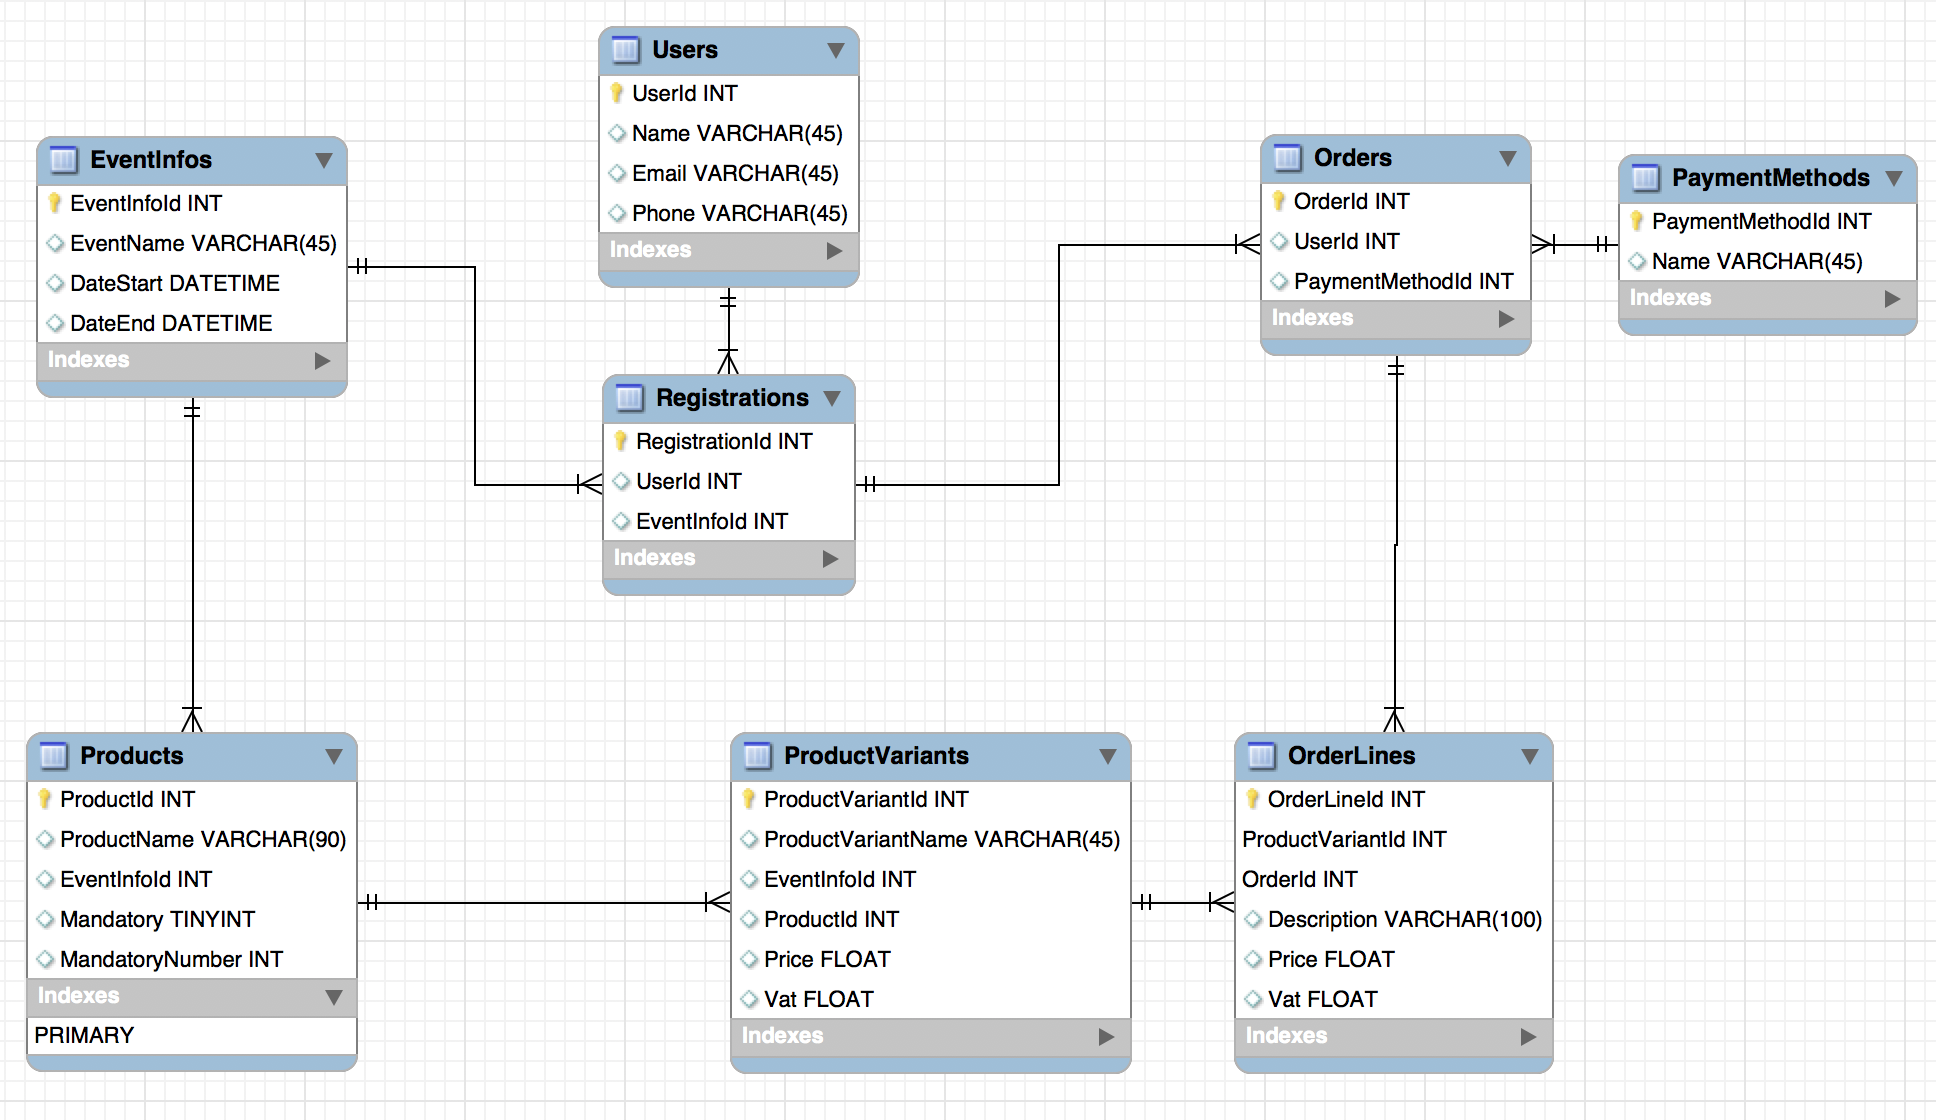 Users
UserId INT
Name VARCHAR(45)
Email VARCHAR(45)
Phone VARCHAR(45)
Indexes
EventInfos
EventInfoId INT
EventName VARCHAR(45)
DateStart DATETIME
DateEnd DATETIME
Indexes
Orders
OrderId INT
UserId INT
PaymentMethodId INT
Indexes
PaymentMethods
PaymentMethodId INT
Name VARCHAR(45)
Indexes
Registrations
RegistrationId INT
UserId INT
EventInfoId INT
Indexes
Products
ProductId INT
ProductName VARCHAR(90)
EventInfoId INT
Mandatory TINYINT
MandatoryNumber INT
Indexes
PRIMARY
ProductVariants
ProductVariantId INT
ProductVariantName VARCHAR(45)
EventInfoId INT
ProductId INT
Price FLOAT
Vat FLOAT
Indexes
OrderLines
OrderLineId INT
ProductVariantId INT
OrderId INT
Description VARCHAR(100)
Price FLOAT
Vat FLOAT
Indexes